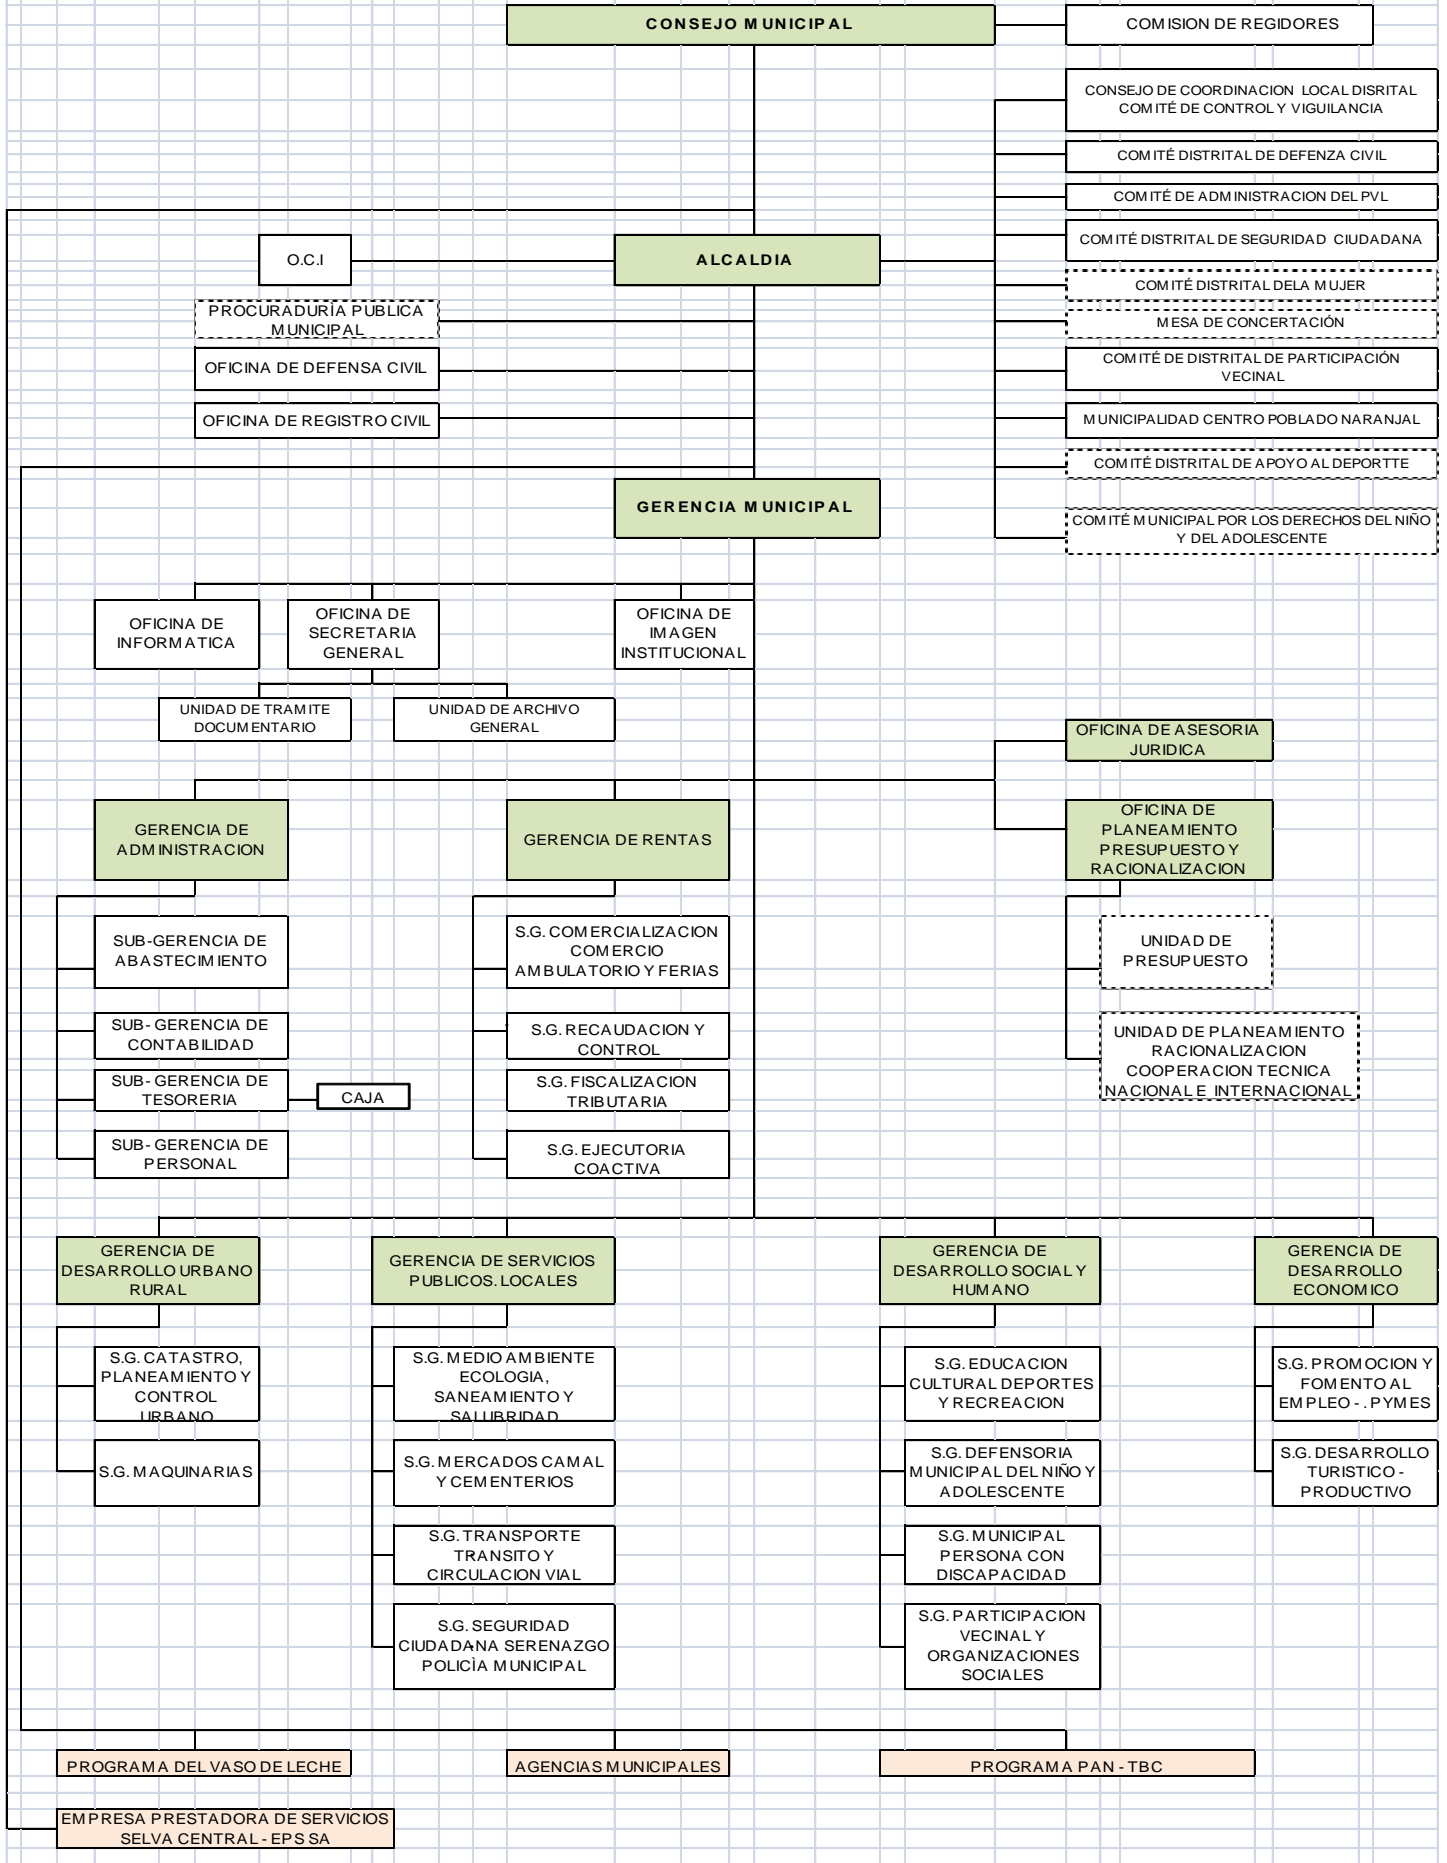 CONSEJO MUNICIPAL
COMISION DE REGIDORES
CONSEJO DE COORDINACION LOCAL DISRITAL
COMITÉ DE CONTROL Y VIGUILANCIA
COMITÉ DISTRITAL DE DEFENZA CIVIL
COMITÉ DE ADMINISTRACION DEL PVL
COMITÉ DISTRITAL DE SEGURIDAD CIUDADANA
O.C.I
ALCALDIA
COMITÉ DISTRITAL DELA MUJER
PROCURADURÌA PUBLICA
MUNICIPAL
MESA DE CONCERTACIÓN
OFICINA DE DEFENSA CIVIL
COMITÉ DE DISTRITAL DE PARTICIPACIÓN
VECINAL
OFICINA DE REGISTRO CIVIL
MUNICIPALIDAD CENTRO POBLADO NARANJAL
COMITÉ DISTRITAL DE APOYO AL DEPORTTE
GERENCIA MUNICIPAL
COMITÉ MUNICIPAL POR LOS DERECHOS DEL NIÑO
Y DEL ADOLESCENTE
OFICINA DE
INFORMATICA
OFICINA DE
SECRETARIA
GENERAL
OFICINA DE
IMAGEN
INSTITUCIONAL
UNIDAD DE TRAMITE
DOCUMENTARIO
UNIDAD DE ARCHIVO
GENERAL
OFICINA DE ASESORIA
JURIDICA
GERENCIA DE
ADMINISTRACION
GERENCIA DE RENTAS
OFICINA DE
PLANEAMIENTO
PRESUPUESTO Y
RACIONALIZACION
SUB-GERENCIA DE
ABASTECIMIENTO
S.G. COMERCIALIZACION
COMERCIO
AMBULATORIO Y FERIAS
UNIDAD DE
PRESUPUESTO
SUB- GERENCIA DE
CONTABILIDAD
S.G. RECAUDACION Y
CONTROL
UNIDAD DE PLANEAMIENTO
RACIONALIZACION
COOPERACION TECNICA
NACIONAL E INTERNACIONAL
SUB- GERENCIA DE
TESORERIA
CAJA
S.G. FISCALIZACION
TRIBUTARIA
SUB- GERENCIA DE
PERSONAL
S.G. EJECUTORIA
COACTIVA
GERENCIA DE
DESARROLLO URBANO
RURAL
GERENCIA DE SERVICIOS
PUBLICOS. LOCALES
GERENCIA DE
DESARROLLO SOCIAL Y
HUMANO
GERENCIA DE
DESARROLLO
ECONOMICO
S.G. CATASTRO,
PLANEAMIENTO Y
CONTROL
URBANO
S.G. MEDIO AMBIENTE
ECOLOGIA,
SANEAMIENTO Y
SALUBRIDAD
S.G. EDUCACION
CULTURAL DEPORTES
Y RECREACION
S.G. PROMOCION Y
FOMENTO AL
EMPLEO - . PYMES
S.G. MAQUINARIAS
S.G. MERCADOS CAMAL
Y CEMENTERIOS
S.G. DEFENSORIA
MUNICIPAL DEL NIÑO Y
ADOLESCENTE
S.G. DESARROLLO
TURISTICO -
PRODUCTIVO
S.G. TRANSPORTE
TRANSITO Y
CIRCULACION VIAL
S.G. MUNICIPAL
PERSONA CON
DISCAPACIDAD
S.G. SEGURIDAD
CIUDADANA SERENAZGO
POLICÌA MUNICIPAL
S.G. PARTICIPACION
VECINAL Y
ORGANIZACIONES
SOCIALES
PROGRAMA DEL VASO DE LECHE
AGENCIAS MUNICIPALES
PROGRAMA PAN - TBC
EMPRESA PRESTADORA DE SERVICIOS
SELVA CENTRAL - EPS SA